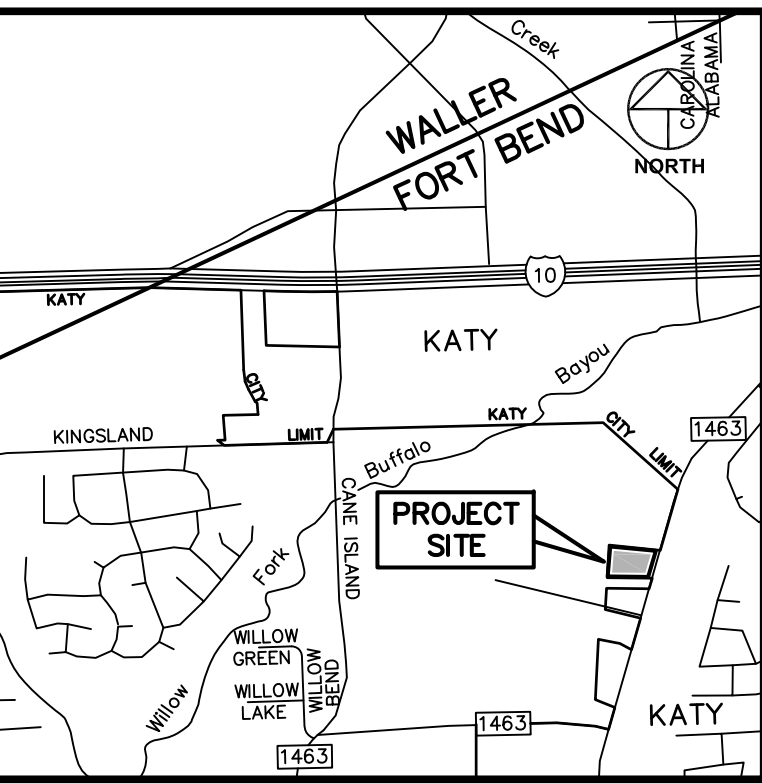 Creek
CAROLINA
ALABAMA
WALLER
FORT BEND
NORTH
10
KATY
KATY
Bayou
CITY
KATY
CITY
LIMIT
1463
KINGSLAND
LIMIT
Buffalo
CANE ISLAND
PROJECT
SITE
Fork
WILLOW
GREEN
WILLOW
BEND
WILLOW
LAKE
Willow
1463
KATY
1463